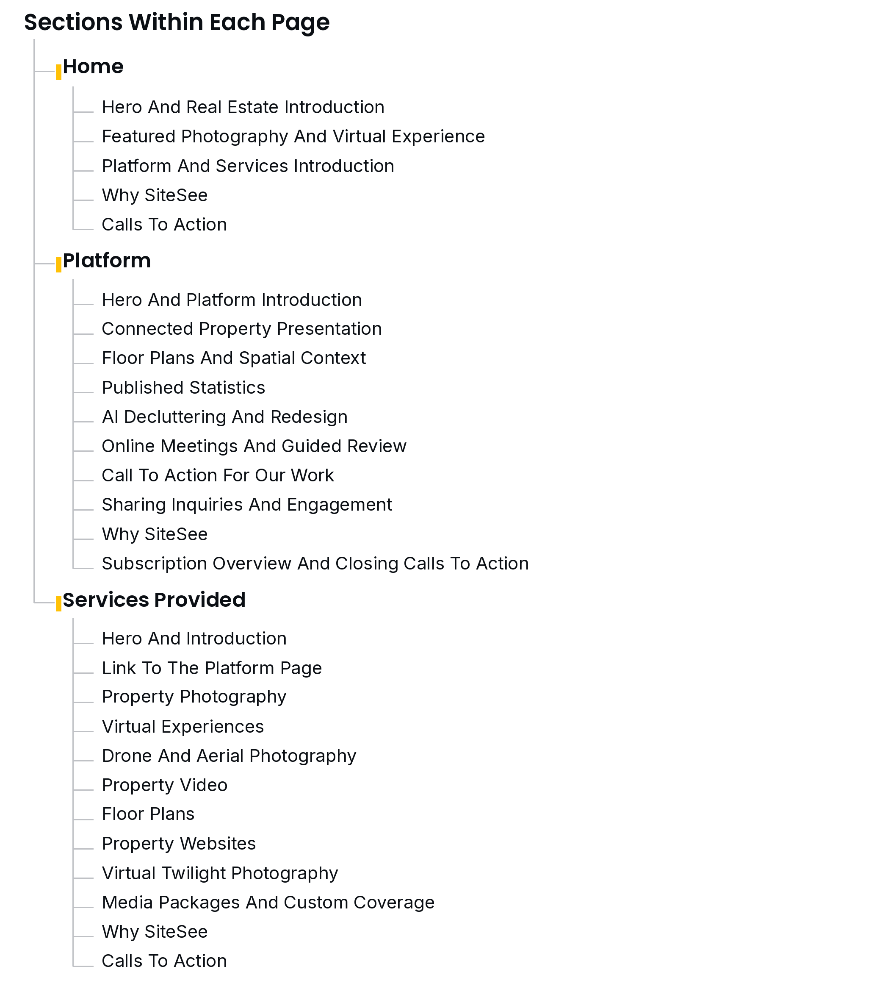 Sections Within Each Page
Home
Hero And Real Estate Introduction
Featured Photography And Virtual Experience
Platform And Services Introduction
Why SiteSee
Calls To Action
Platform
Hero And Platform Introduction
Connected Property Presentation
Floor Plans And Spatial Context
Published Statistics
AI Decluttering And Redesign
Online Meetings And Guided Review
Call To Action For Our Work
Sharing Inquiries And Engagement
Why SiteSee
Subscription Overview And Closing Calls To Action
Services Provided
Hero And Introduction
Link To The Platform Page
Property Photography
Virtual Experiences
Drone And Aerial Photography
Property Video
Floor Plans
Property Websites
Virtual Twilight Photography
Media Packages And Custom Coverage
Why SiteSee
Calls To Action